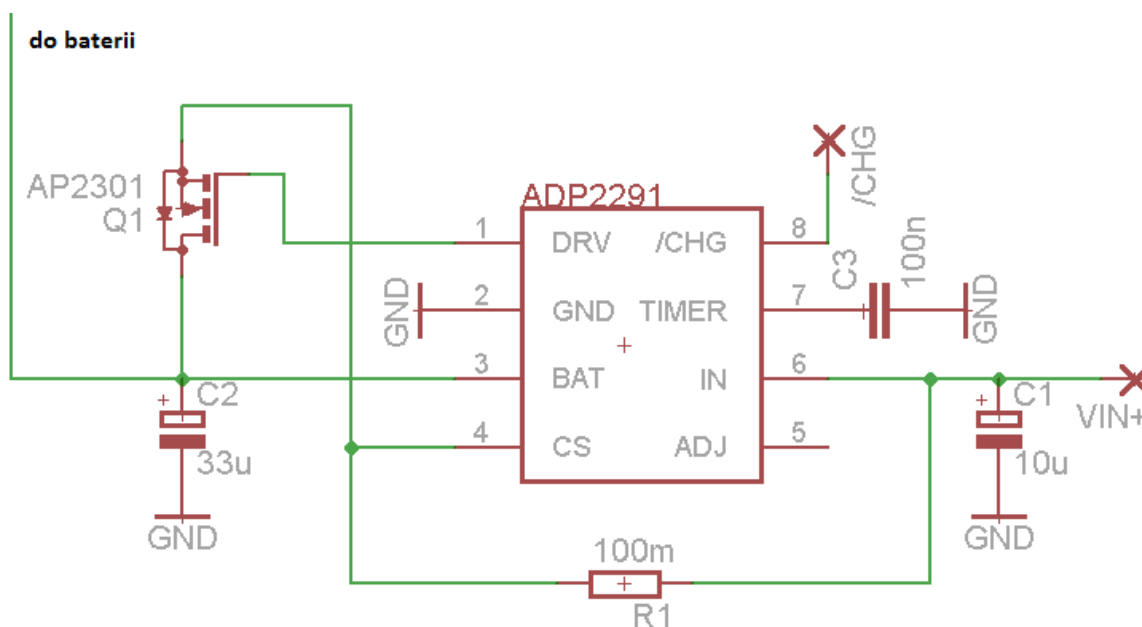 do baterii
AP2301
Q1
ADP2291
/CHG
1
DRV
/CHG
8
C3
100n
GND
2
GND
TIMER
7
GND
3
BAT
IN
6
C2
+
33u
GND
4
CS
ADJ
5
C1
+
10u
GND
VIN+
100m
R1